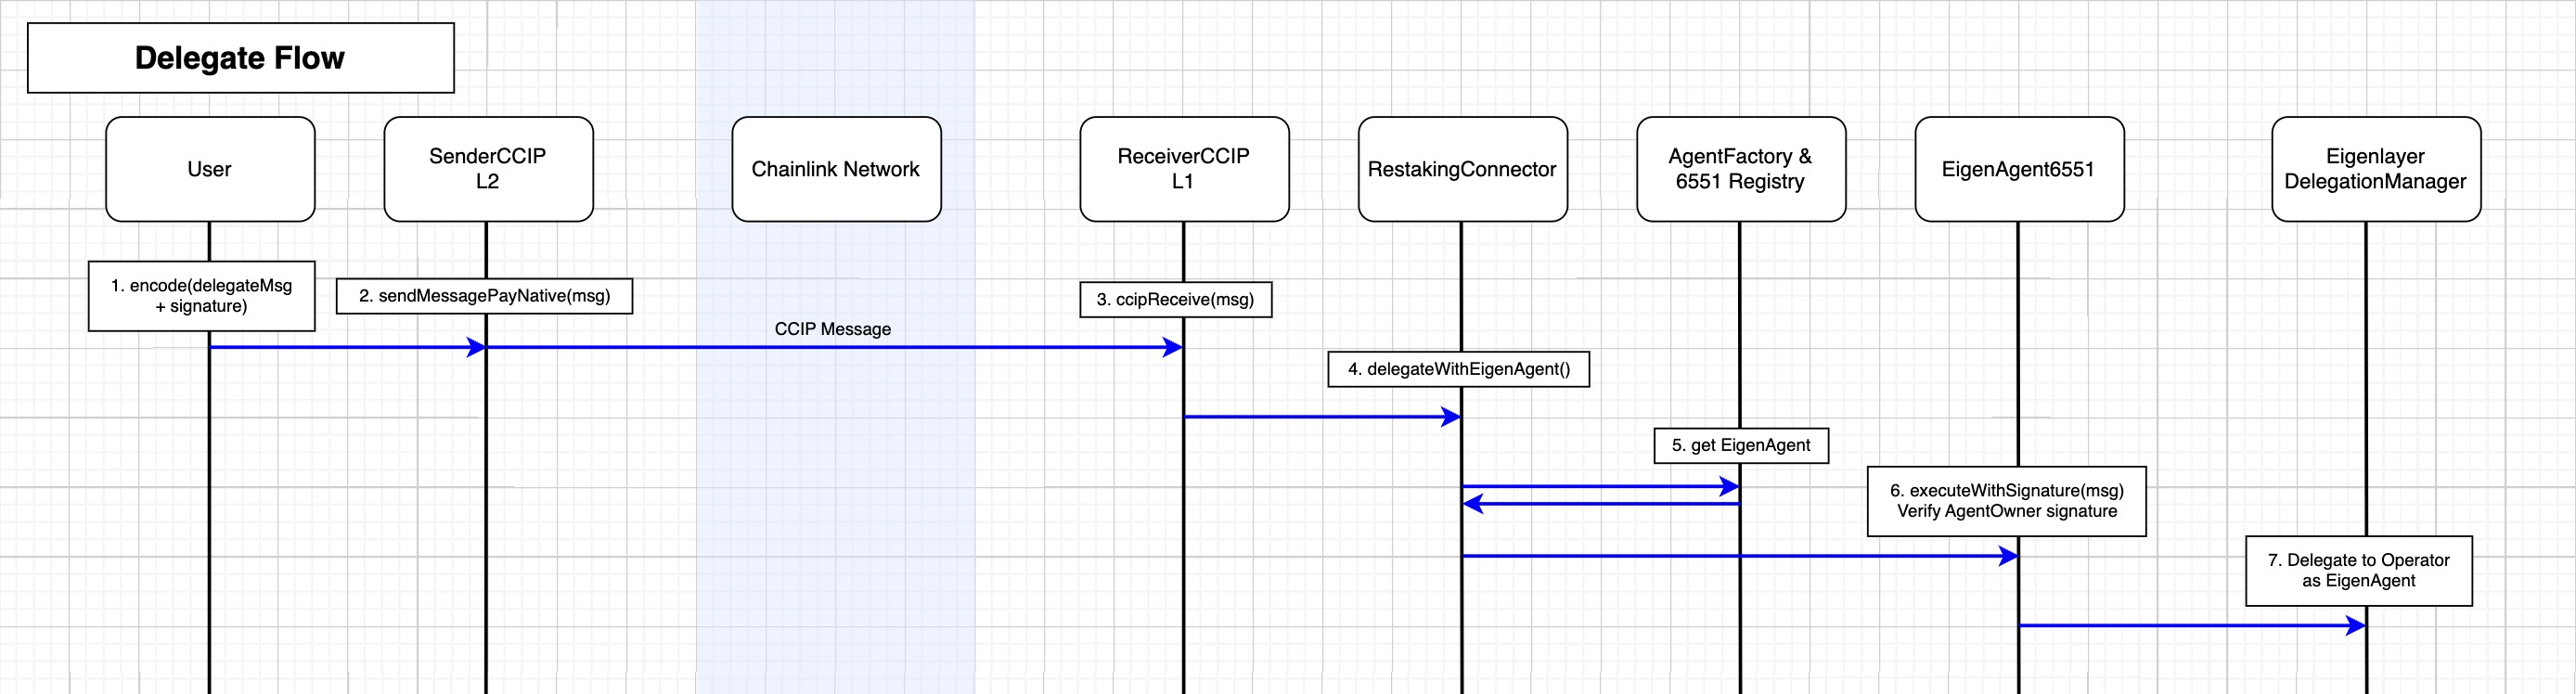 Delegate Flow
User
SenderCCIP
L2
Chainlink Network
ReceiverCCIP
L1
RestakingConnector
AgentFactory &
6551 Registry
EigenAgent6551
Eigenlayer
DelegationManager
1. encode(delegateMsg
+ signature)
2. sendMessagePayNative(msg)
CCIP Message
3. ccipReceive(msg)
4. delegateWithEigenAgent()
5. get EigenAgent
6. executeWithSignature(msg)
Verify AgentOwner signature
7. Delegate to Operator
as EigenAgent